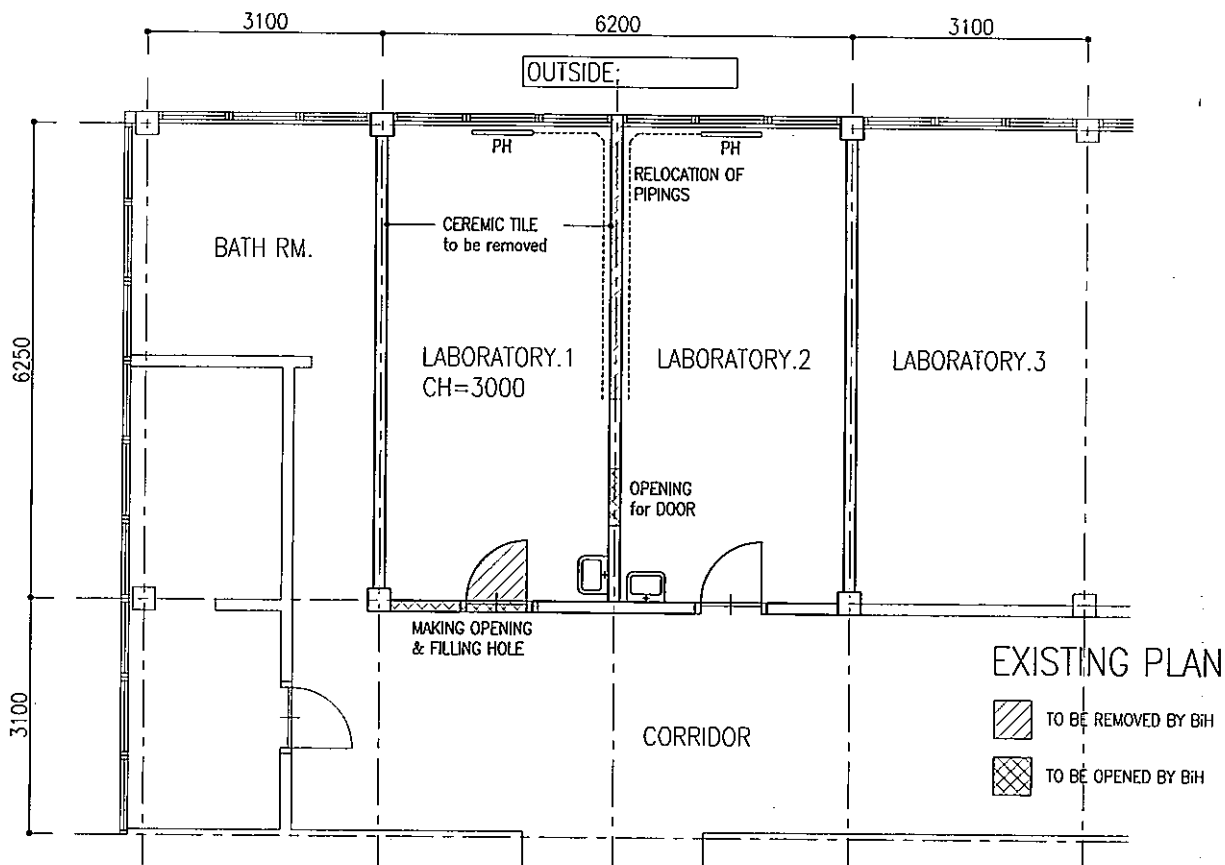 3100
6200
3100
OUTSIDE;
PH
PH
RELOCATION OF
PIPINGS
CEREMIC TILE
to be removed
BATH RM.
6250
LABORATORY.1
CH=3000
LABORATORY.2
LABORATORY.3
OPENING
for DOOR
MAKING OPENING
& FILLING HOLE
EXISTING PLAN
TO BE REMOVED BY BiH
3100
CORRIDOR
TO BE OPENED BY BiH